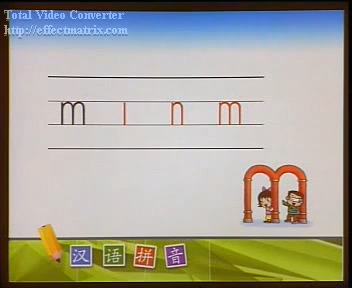 Total Video Converter
http://effectmatrix.com
m ı n m
m
汉语拼音